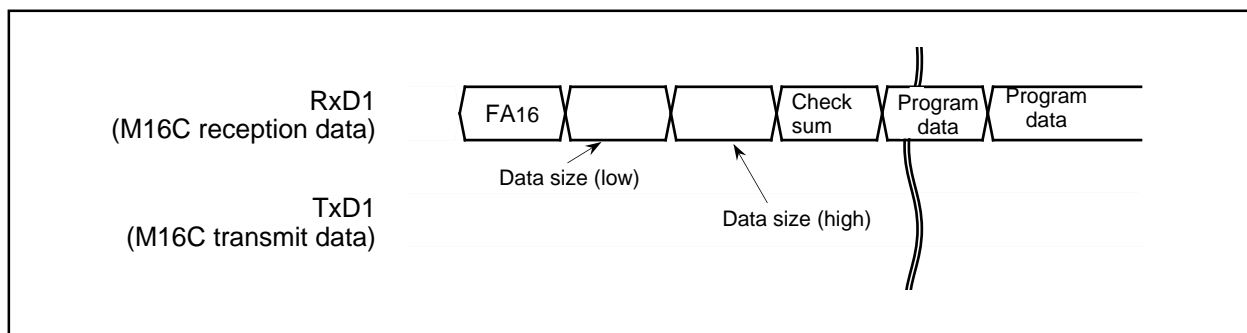 RxD1
(M16C reception data)
FA16
Check
sum
Program
data
Program
data
Data size (low)
Data size (high)
TxD1
(M16C transmit data)